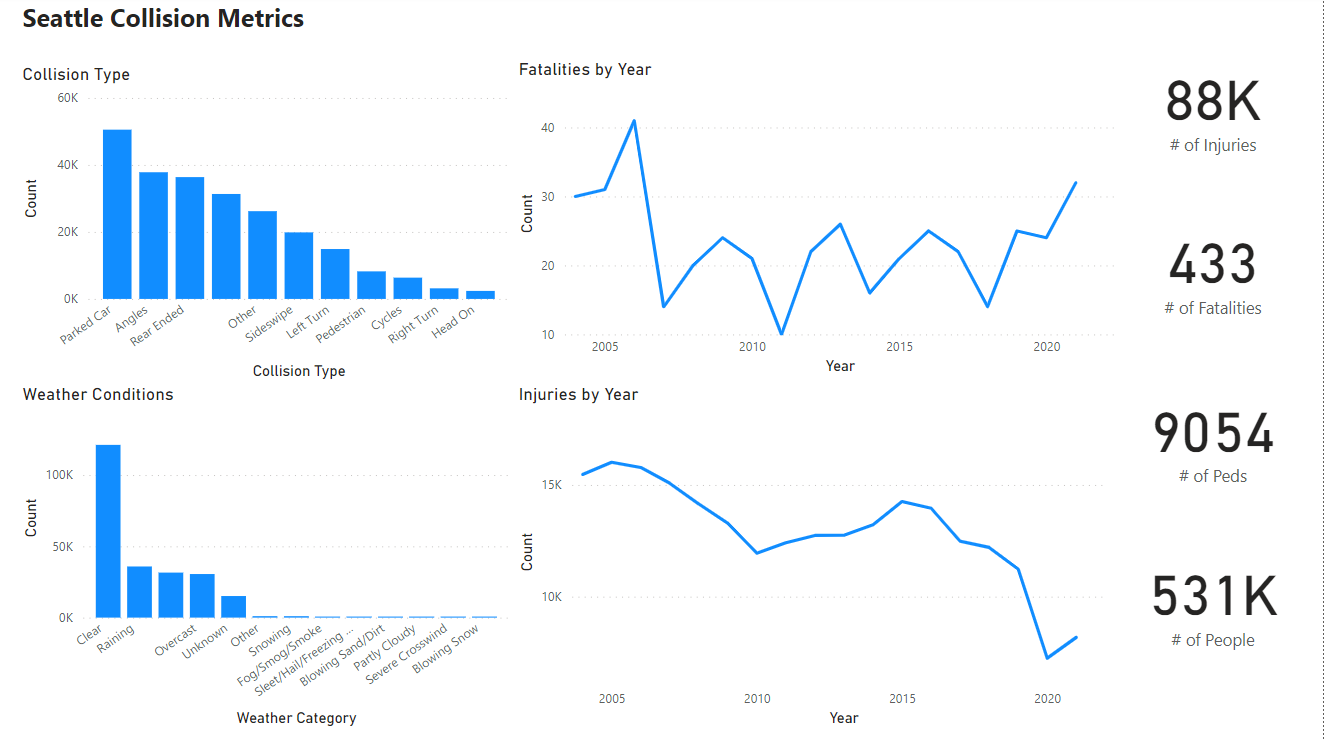 Seattle Collision Metrics
Collision Type
60K
40K
20K
0K
Count
Parked Car
Angles
Rear Ended
Other
Sideswipe
Left Turn
Pedestrian
Cycles
Right Turn
Head On
Collision Type
Fatalities by Year
40
30
20
10
Count
2005
2010
2015
2020
Year
88K
# of Injuries
433
# of Fatalities
Weather Conditions
100K
50K
0K
Count
Clear
Raining
Overcast
Unknown
Other
Snowing
Fog/Smog/Smoke
Sleet/Hail/Freezing ...
Blowing Sand/Dirt
Partly Cloudy
Severe Crosswind
Blowing Snow
Weather Category
Injuries by Year
15K
10K
Count
2005
2010
2015
2020
Year
9054
# of Peds
531K
# of People